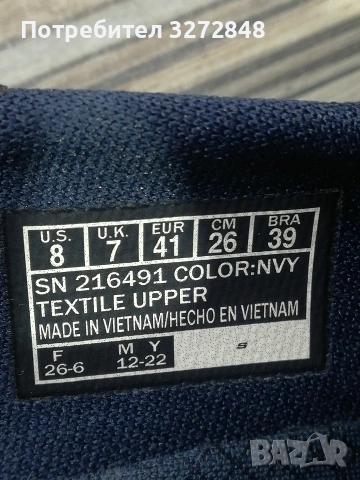 Потребител 3272848
U.S. U.K. EUR CM BRA
8 7 41 26 39
SN 216491 COLOR:NVY
TEXTILE UPPER
MADE IN VIETNAM/HECHO EN VIETNAM
F M Y
26-6 12-22
S
BAZAR